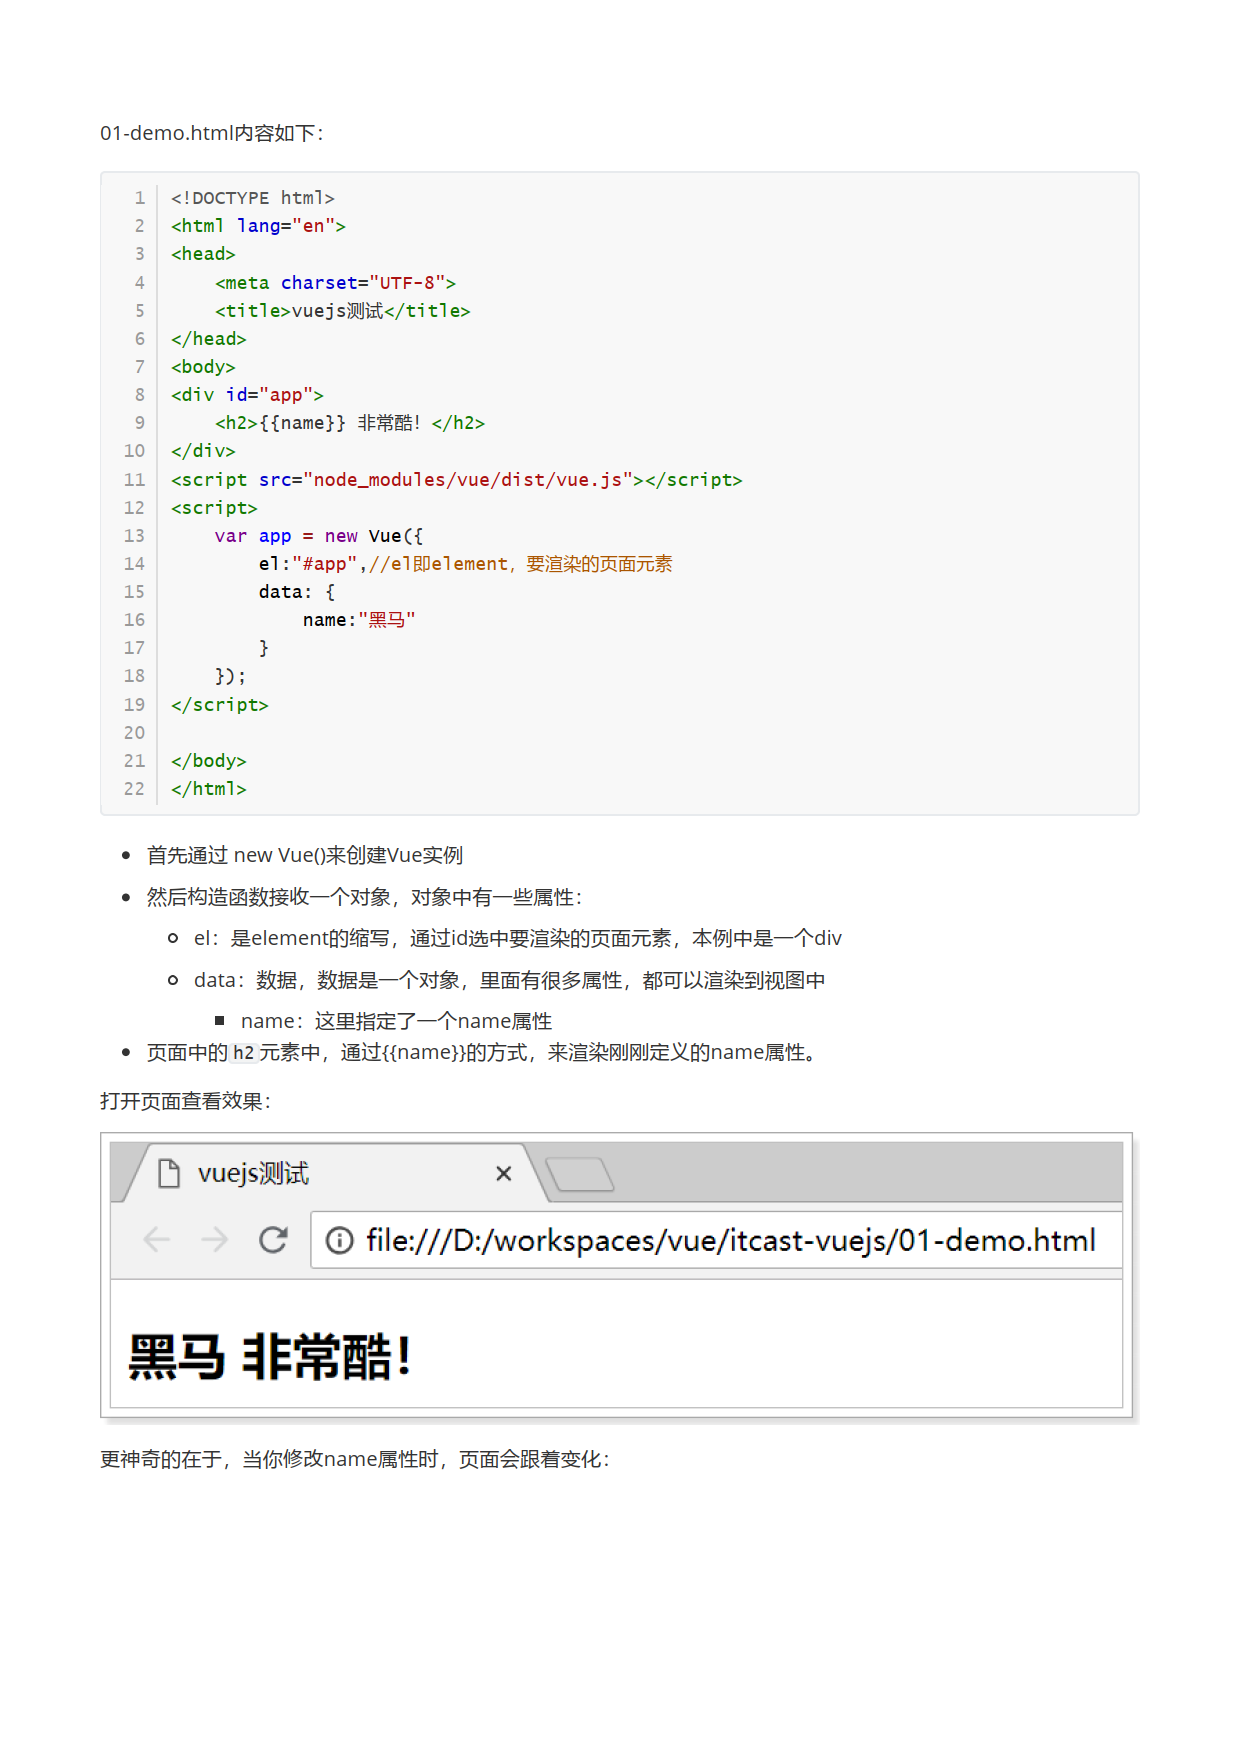 01-demo.html内容如下：
1 <!DOCTYPE html>
2 <html lang="en">
3 <head>
4     <meta charset="UTF-8">
5     <title>vuejs测试</title>
6 </head>
7 <body>
8 <div id="app">
9     <h2>{{name}} 非常酷！</h2>
10 </div>
11 <script src="node_modules/vue/dist/vue.js"></script>
12 <script>
13     var app = new Vue({
14         el:"#app",//el即element，要渲染的页面元素
15         data: {
16             name:"黑马"
17         }
18     });
19 </script>
20
21 </body>
22 </html>
首先通过 new Vue()来创建Vue实例
然后构造函数接收一个对象，对象中有一些属性：
el：是element的缩写，通过id选中要渲染的页面元素，本例中是一个div
data：数据，数据是一个对象，里面有很多属性，都可以渲染到视图中
name：这里指定了一个name属性
页面中的h2元素中，通过{{name}}的方式，来渲染刚刚定义的name属性。
打开页面查看效果：
vuejs测试
file:///D:/workspaces/vue/itcast-vuejs/01-demo.html
黑马 非常酷！
更神奇的在于，当你修改name属性时，页面会跟着变化：